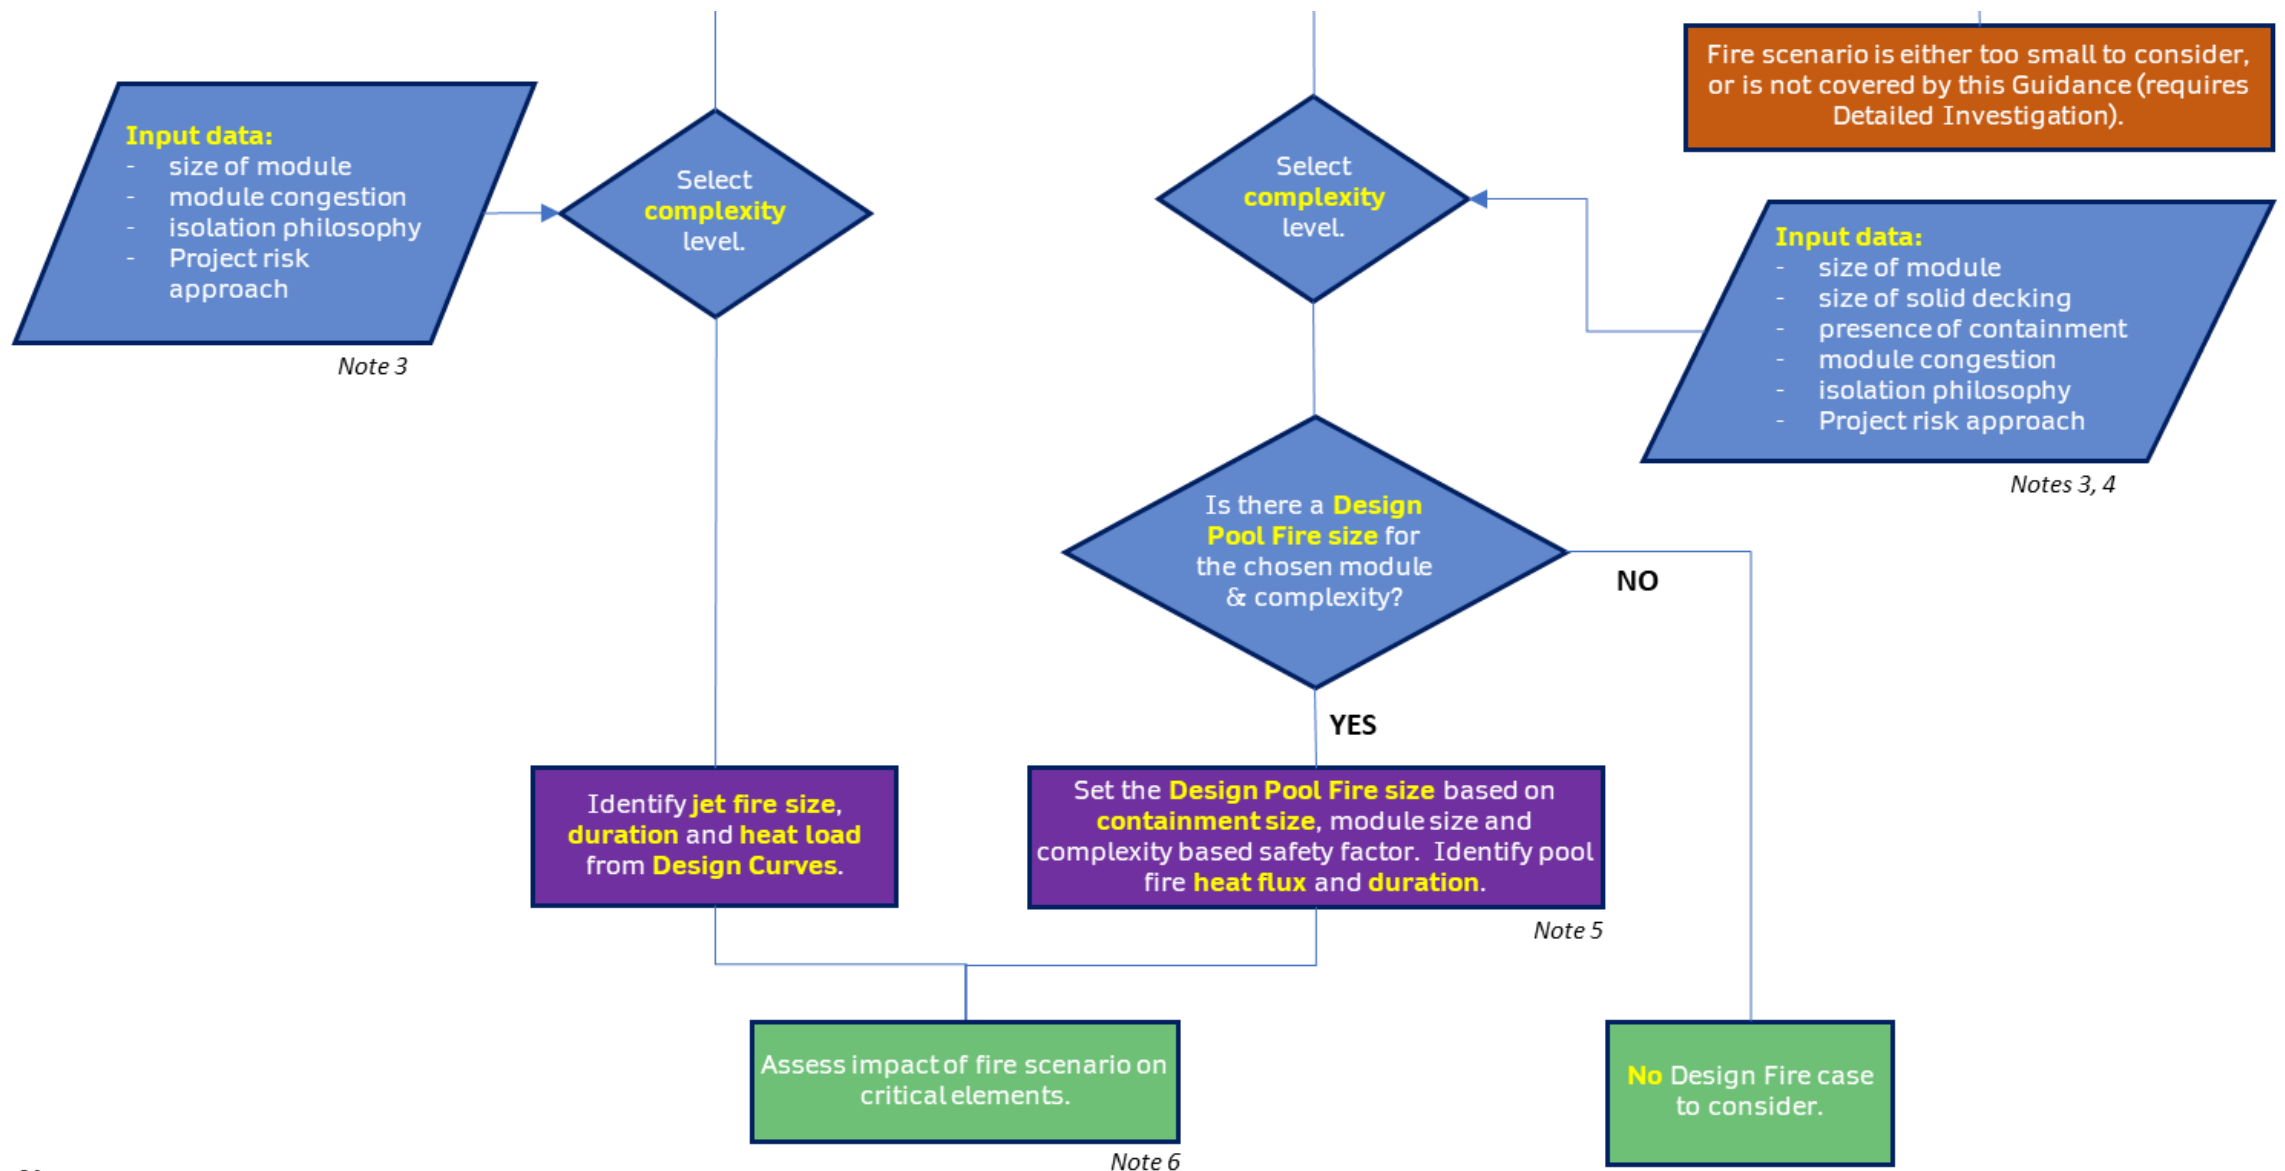 Fire scenario is either too small to consider,
or is not covered by this Guidance (requires
Detailed Investigation).
Input data:
- size of module
- module congestion
- isolation philosophy
- Project risk
approach
Note 3
Select
complexity
level.
Select
complexity
level.
Input data:
- size of module
- size of solid decking
- presence of containment
- module congestion
- isolation philosophy
- Project risk approach
Notes 3, 4
Is there a Design
Pool Fire size for
the chosen module
& complexity?
NO
YES
Identify jet fire size,
duration and heat load
from Design Curves.
Set the Design Pool Fire size based on
containment size, module size and
complexity based safety factor. Identify pool
fire heat flux and duration.
Note 5
Assess impact of fire scenario on
critical elements.
Note 6
No Design Fire case
to consider.